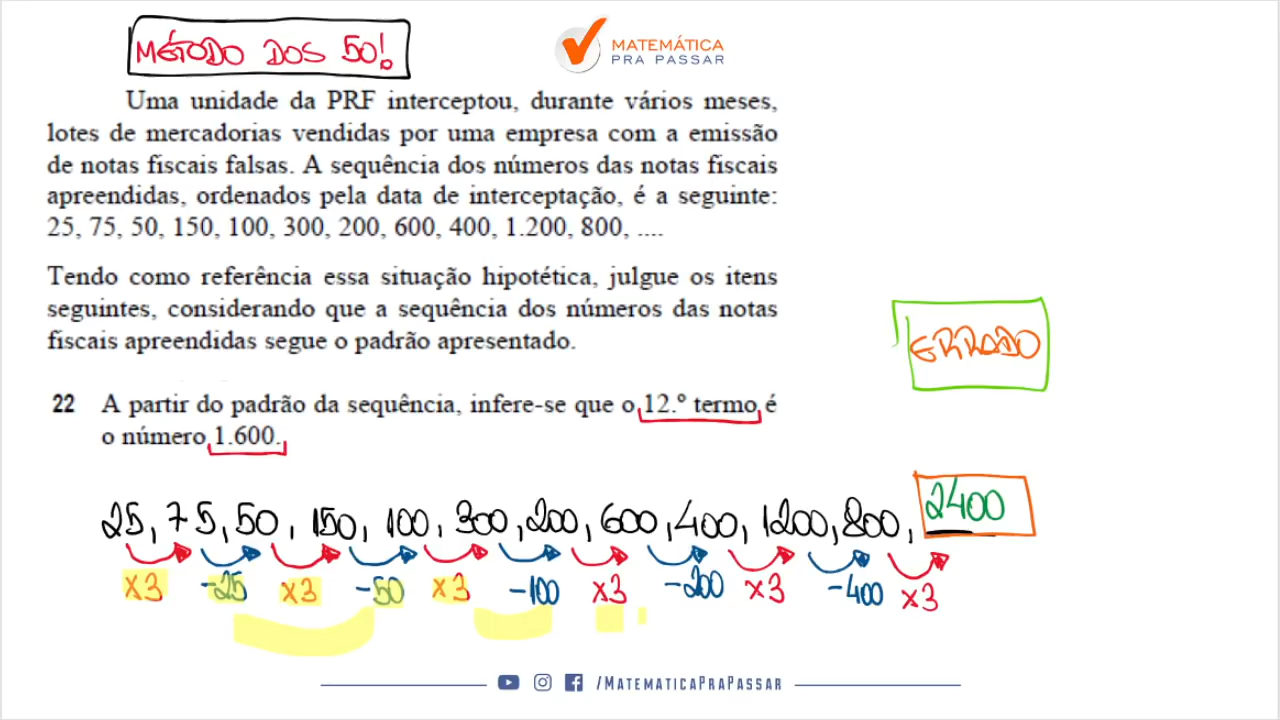 MÉTODO DOS 50!
MATEMÁTICA
PRA PASSAR
Uma unidade da PRF interceptou, durante vários meses,
lotes de mercadorias vendidas por uma empresa com a emissão
de notas fiscais falsas. A sequência dos números das notas fiscais
apreendidas, ordenados pela data de interceptação, é a seguinte:
25, 75, 50, 150, 100, 300, 200, 600, 400, 1.200, 800, ....
Tendo como referência essa situação hipotética, julgue os itens
seguintes, considerando que a sequência dos números das notas
fiscais apreendidas segue o padrão apresentado.
ERRADO
22 A partir do padrão da sequência, infere-se que o 12.º termo é
o número 1.600.
25, 75, 50, 150, 100, 300, 200, 600, 400, 1200, 800, 2400
x3 -25 x3 -50 x3 -100 x3 -200 x3 -400 x3
/MATEMATICAPRAPASSAR